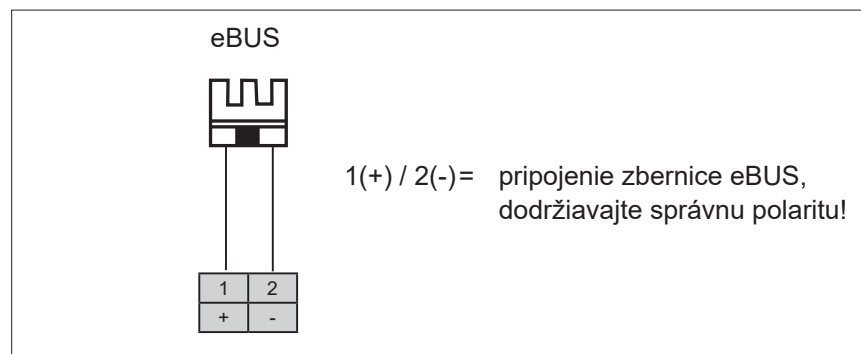 eBUS
1(+) / 2(-)= pripojenie zbernice eBUS,
dodržiavajte správnu polaritu!
1 2
+ -